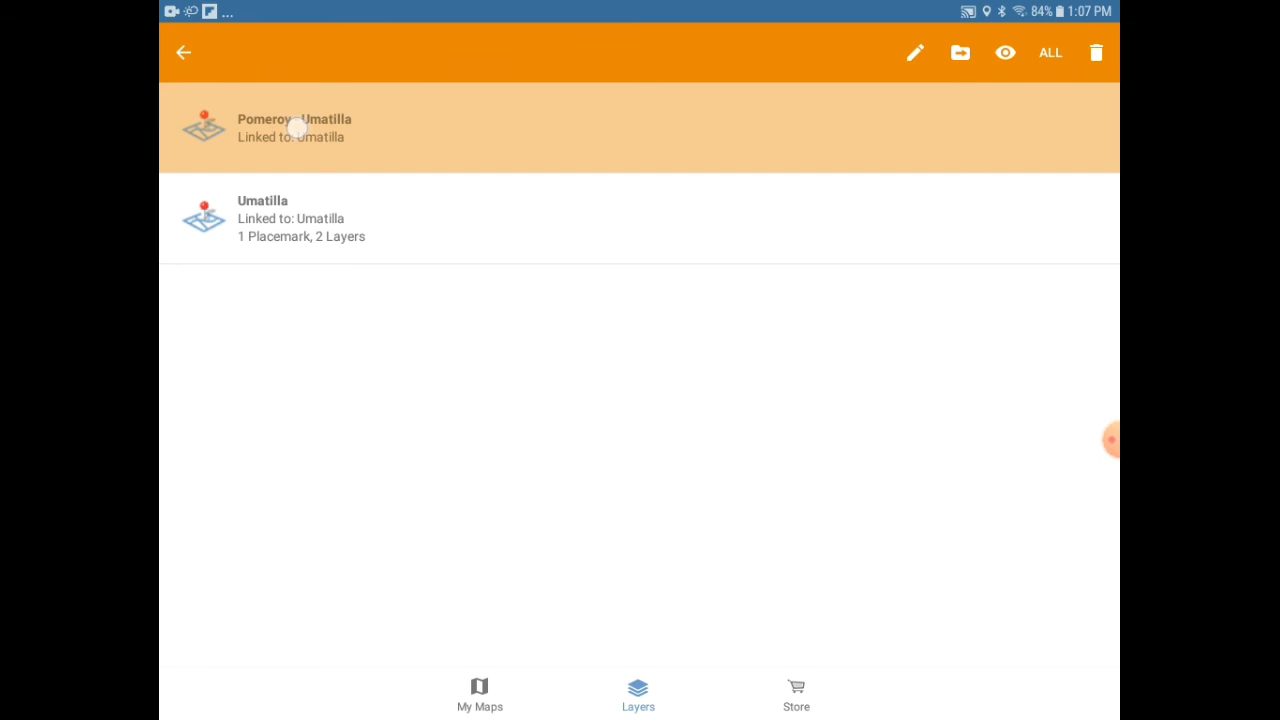 ... 84% 1:07 PM
ALL
Pomeroy Umatilla
Linked to: Umatilla
Umatilla
Linked to: Umatilla
1 Placemark, 2 Layers
My Maps
Layers
Store